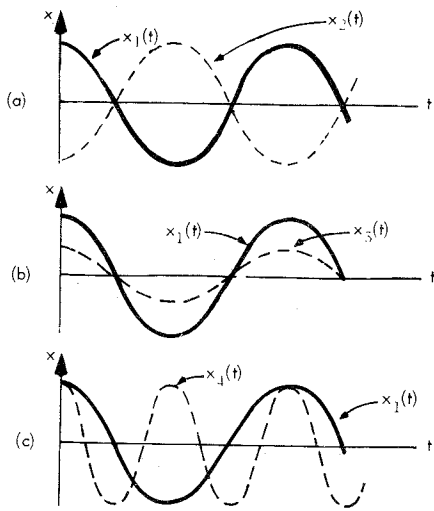 x
x₁(t)
x₂(t)
(a)
t
x
x₁(t)
x₃(t)
(b)
t
x
x₄(t)
x₁(t)
(c)
t